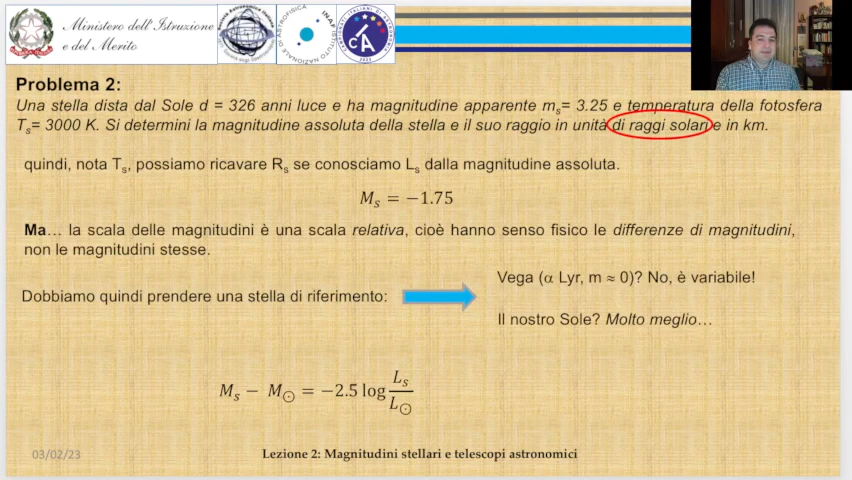 Ministero dell'Istruzione
e del Merito
Problema 2:
Una stella dista dal Sole d = 326 anni luce e ha magnitudine apparente mₛ= 3.25 e temperatura della fotosfera
Tₛ= 3000 K. Si determini la magnitudine assoluta della stella e il suo raggio in unità di raggi solari e in km.
quindi, nota Tₛ, possiamo ricavare Rₛ se conosciamo Lₛ dalla magnitudine assoluta.
Mₛ = −1.75
Ma… la scala delle magnitudini è una scala relativa, cioè hanno senso fisico le differenze di magnitudini,
non le magnitudini stesse.
Vega (α Lyr, m ≈ 0)? No, è variabile!
Dobbiamo quindi prendere una stella di riferimento:
Il nostro Sole? Molto meglio…
Mₛ − M⊙ = −2.5 log Lₛ/L⊙
03/02/23
Lezione 2: Magnitudini stellari e telescopi astronomici